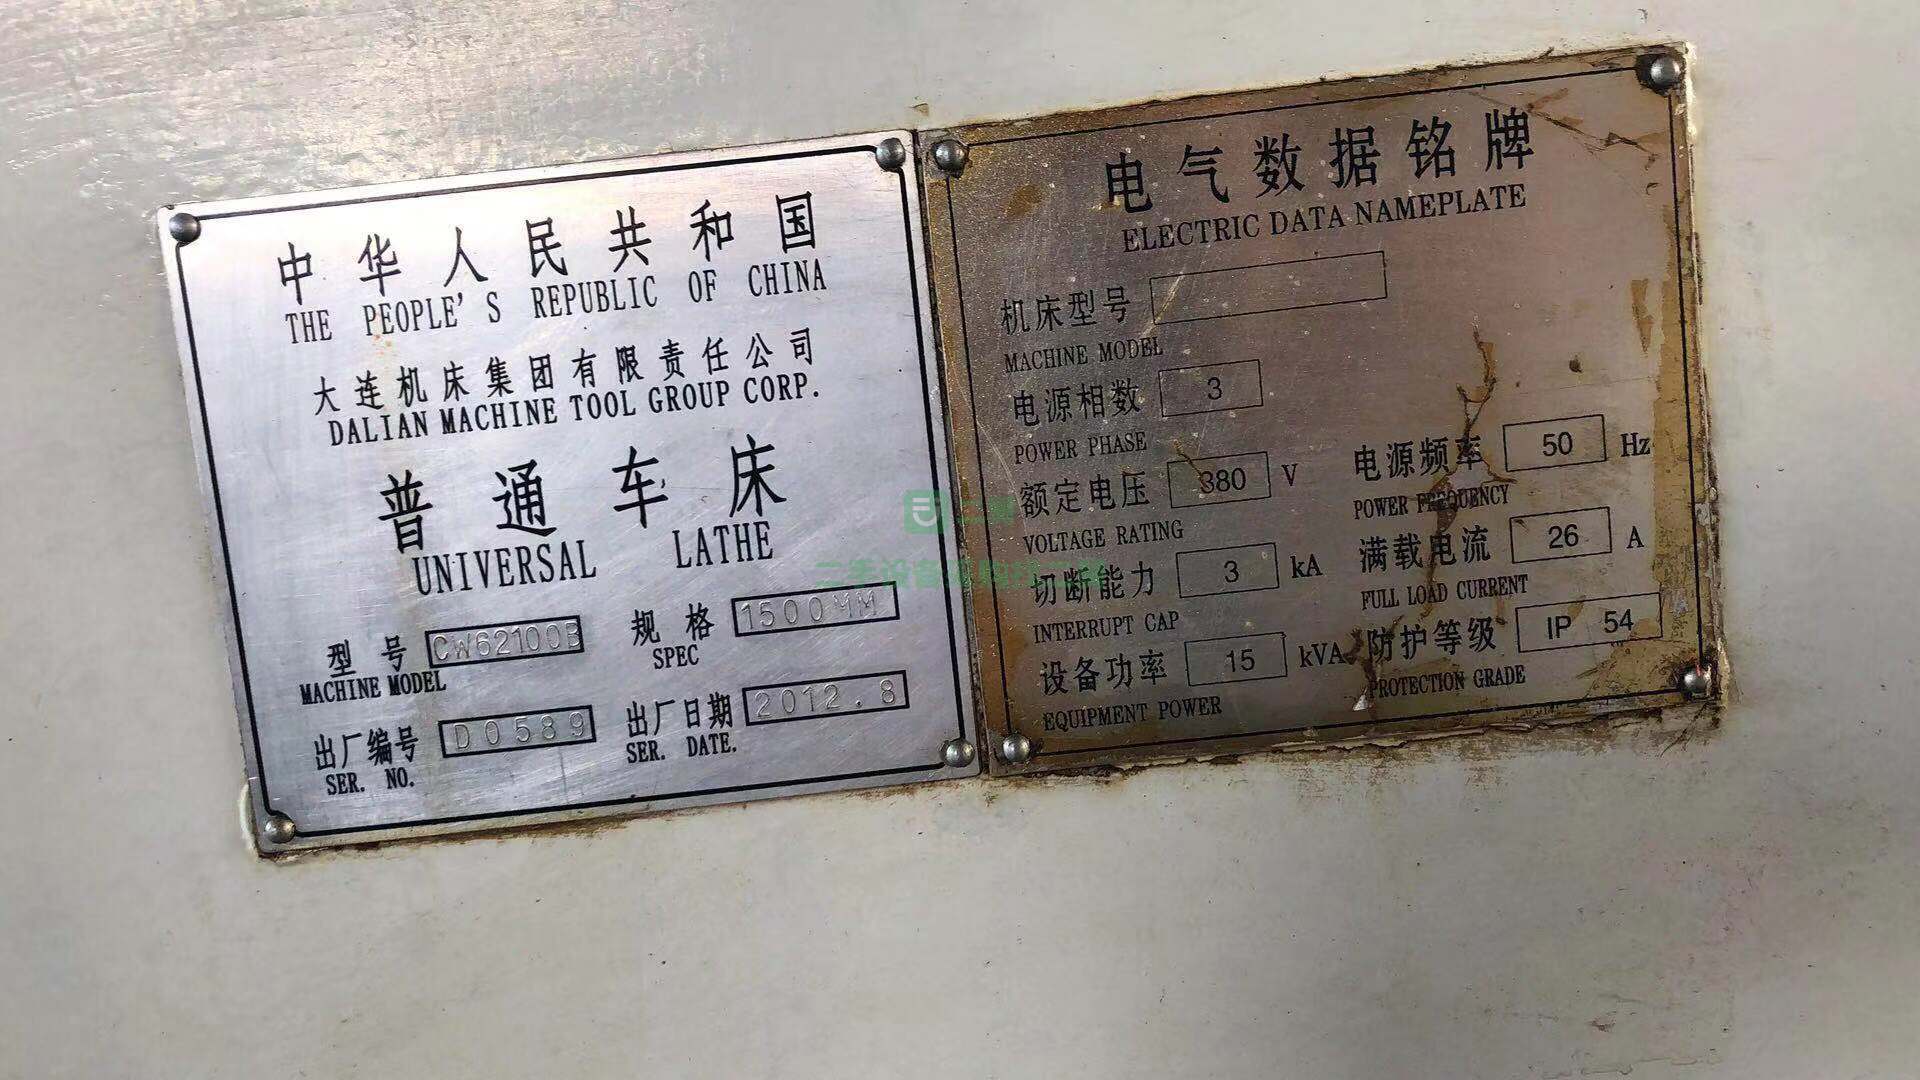 中华人民共和国
THE PEOPLE'S REPUBLIC OF CHINA
大连机床集团有限责任公司
DALIAN MACHINE TOOL GROUP CORP.
普通车床
UNIVERSAL LATHE
型号 CW62100B 规格 1500MM
MACHINE MODEL SPEC
出厂编号 D0589 出厂日期 2012.8
SER. NO. SER. DATE.
电气数据铭牌
ELECTRIC DATA NAMEPLATE
机床型号
MACHINE MODEL
电源相数 3
POWER PHASE
额定电压 380 V 电源频率 50 Hz
VOLTAGE RATING POWER FREQUENCY
切断能力 3 kA 满载电流 26 A
INTERRUPT CAP FULL LOAD CURRENT
设备功率 15 kVA 防护等级 IP 54
EQUIPMENT POWER PROTECTION GRADE